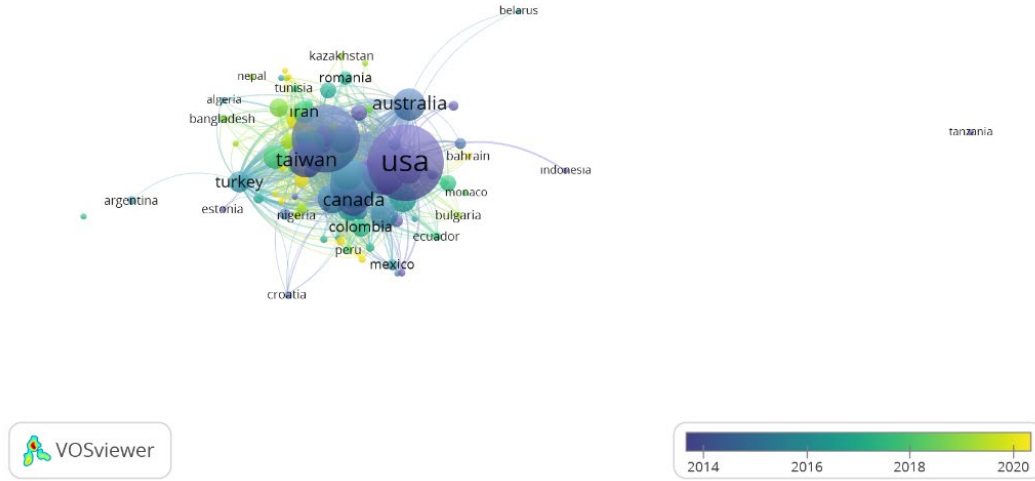 belarus
kazakhstan
romania
nepal
tunisia
algeria
australia
iran
bangladesh
tanzania
usa
taiwan
bahrain
indonesia
turkey
monaco
argentina
canada
estonia
nigeria
bulgaria
colombia
ecuador
peru
mexico
croatia
VOSviewer
2014 2016 2018 2020